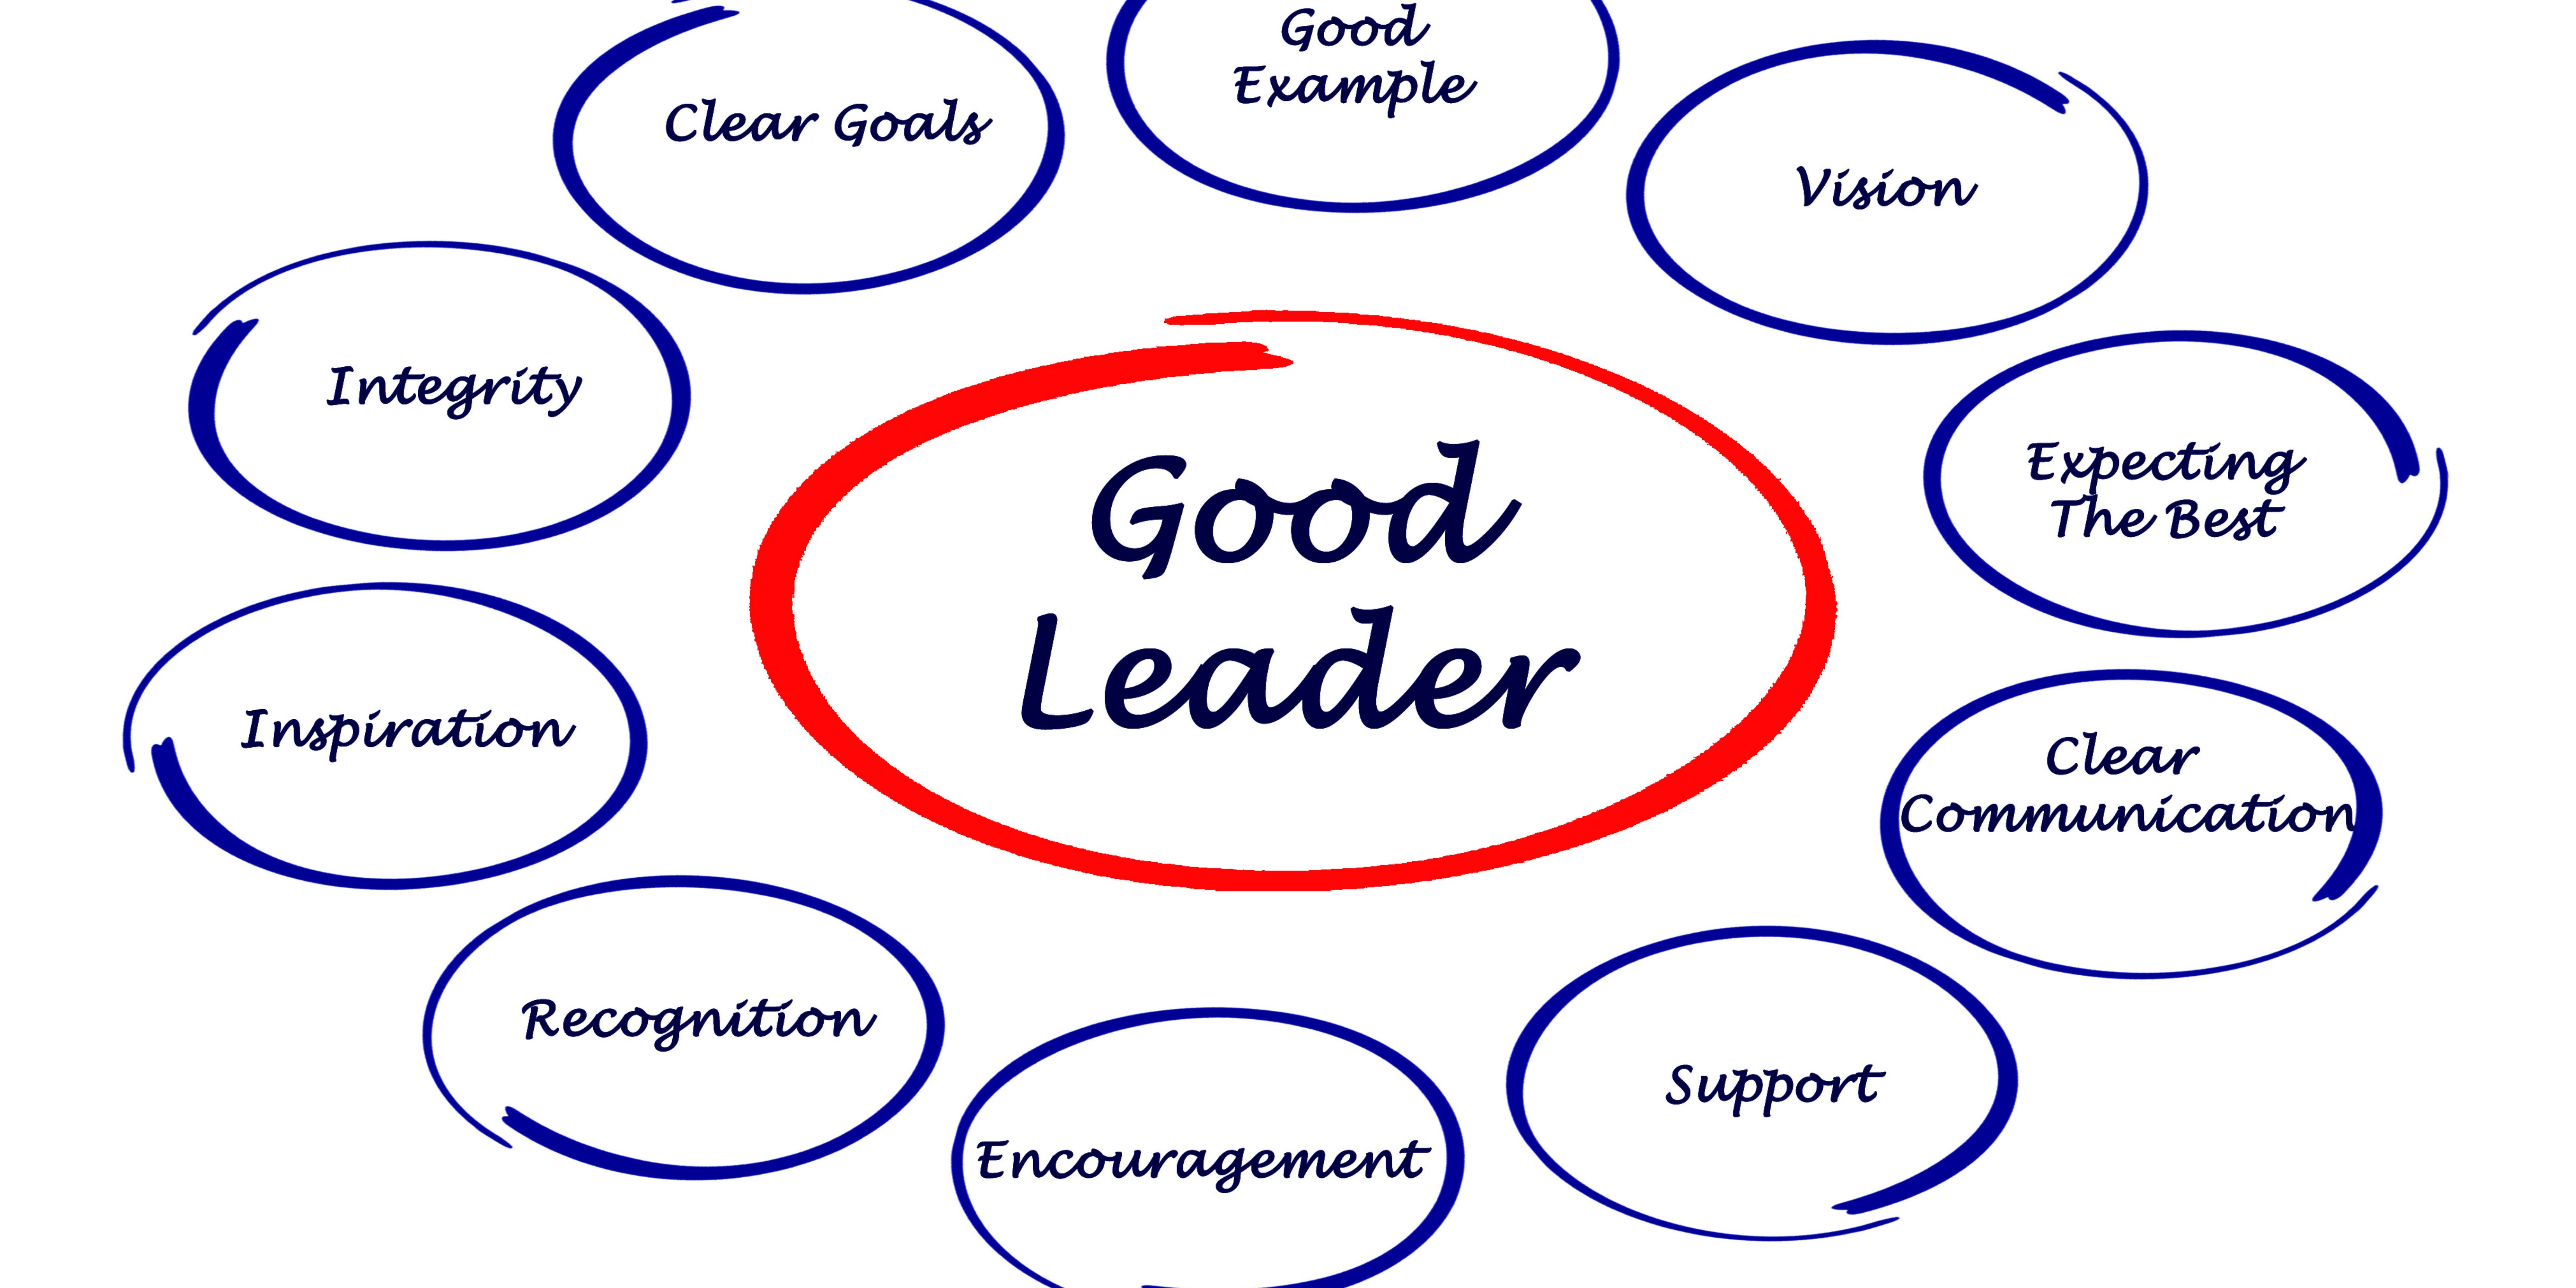 Good
Example
Clear Goals
Vision
Integrity
Expecting
The Best
Good
Leader
Inspiration
Clear
Communication
Recognition
Support
Encouragement